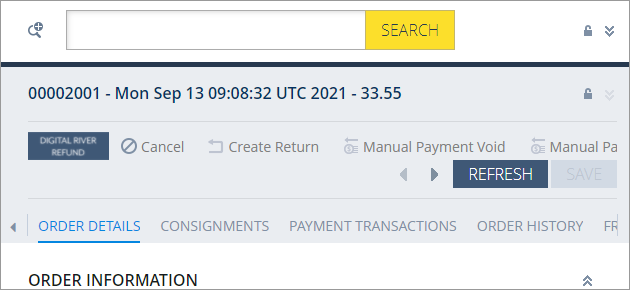 SEARCH
00002001 - Mon Sep 13 09:08:32 UTC 2021 - 33.55
DIGITAL RIVER
REFUND
Cancel
Create Return
Manual Payment Void
Manual Pa
REFRESH
SAVE
ORDER DETAILS
CONSIGNMENTS
PAYMENT TRANSACTIONS
ORDER HISTORY
FR
ORDER INFORMATION